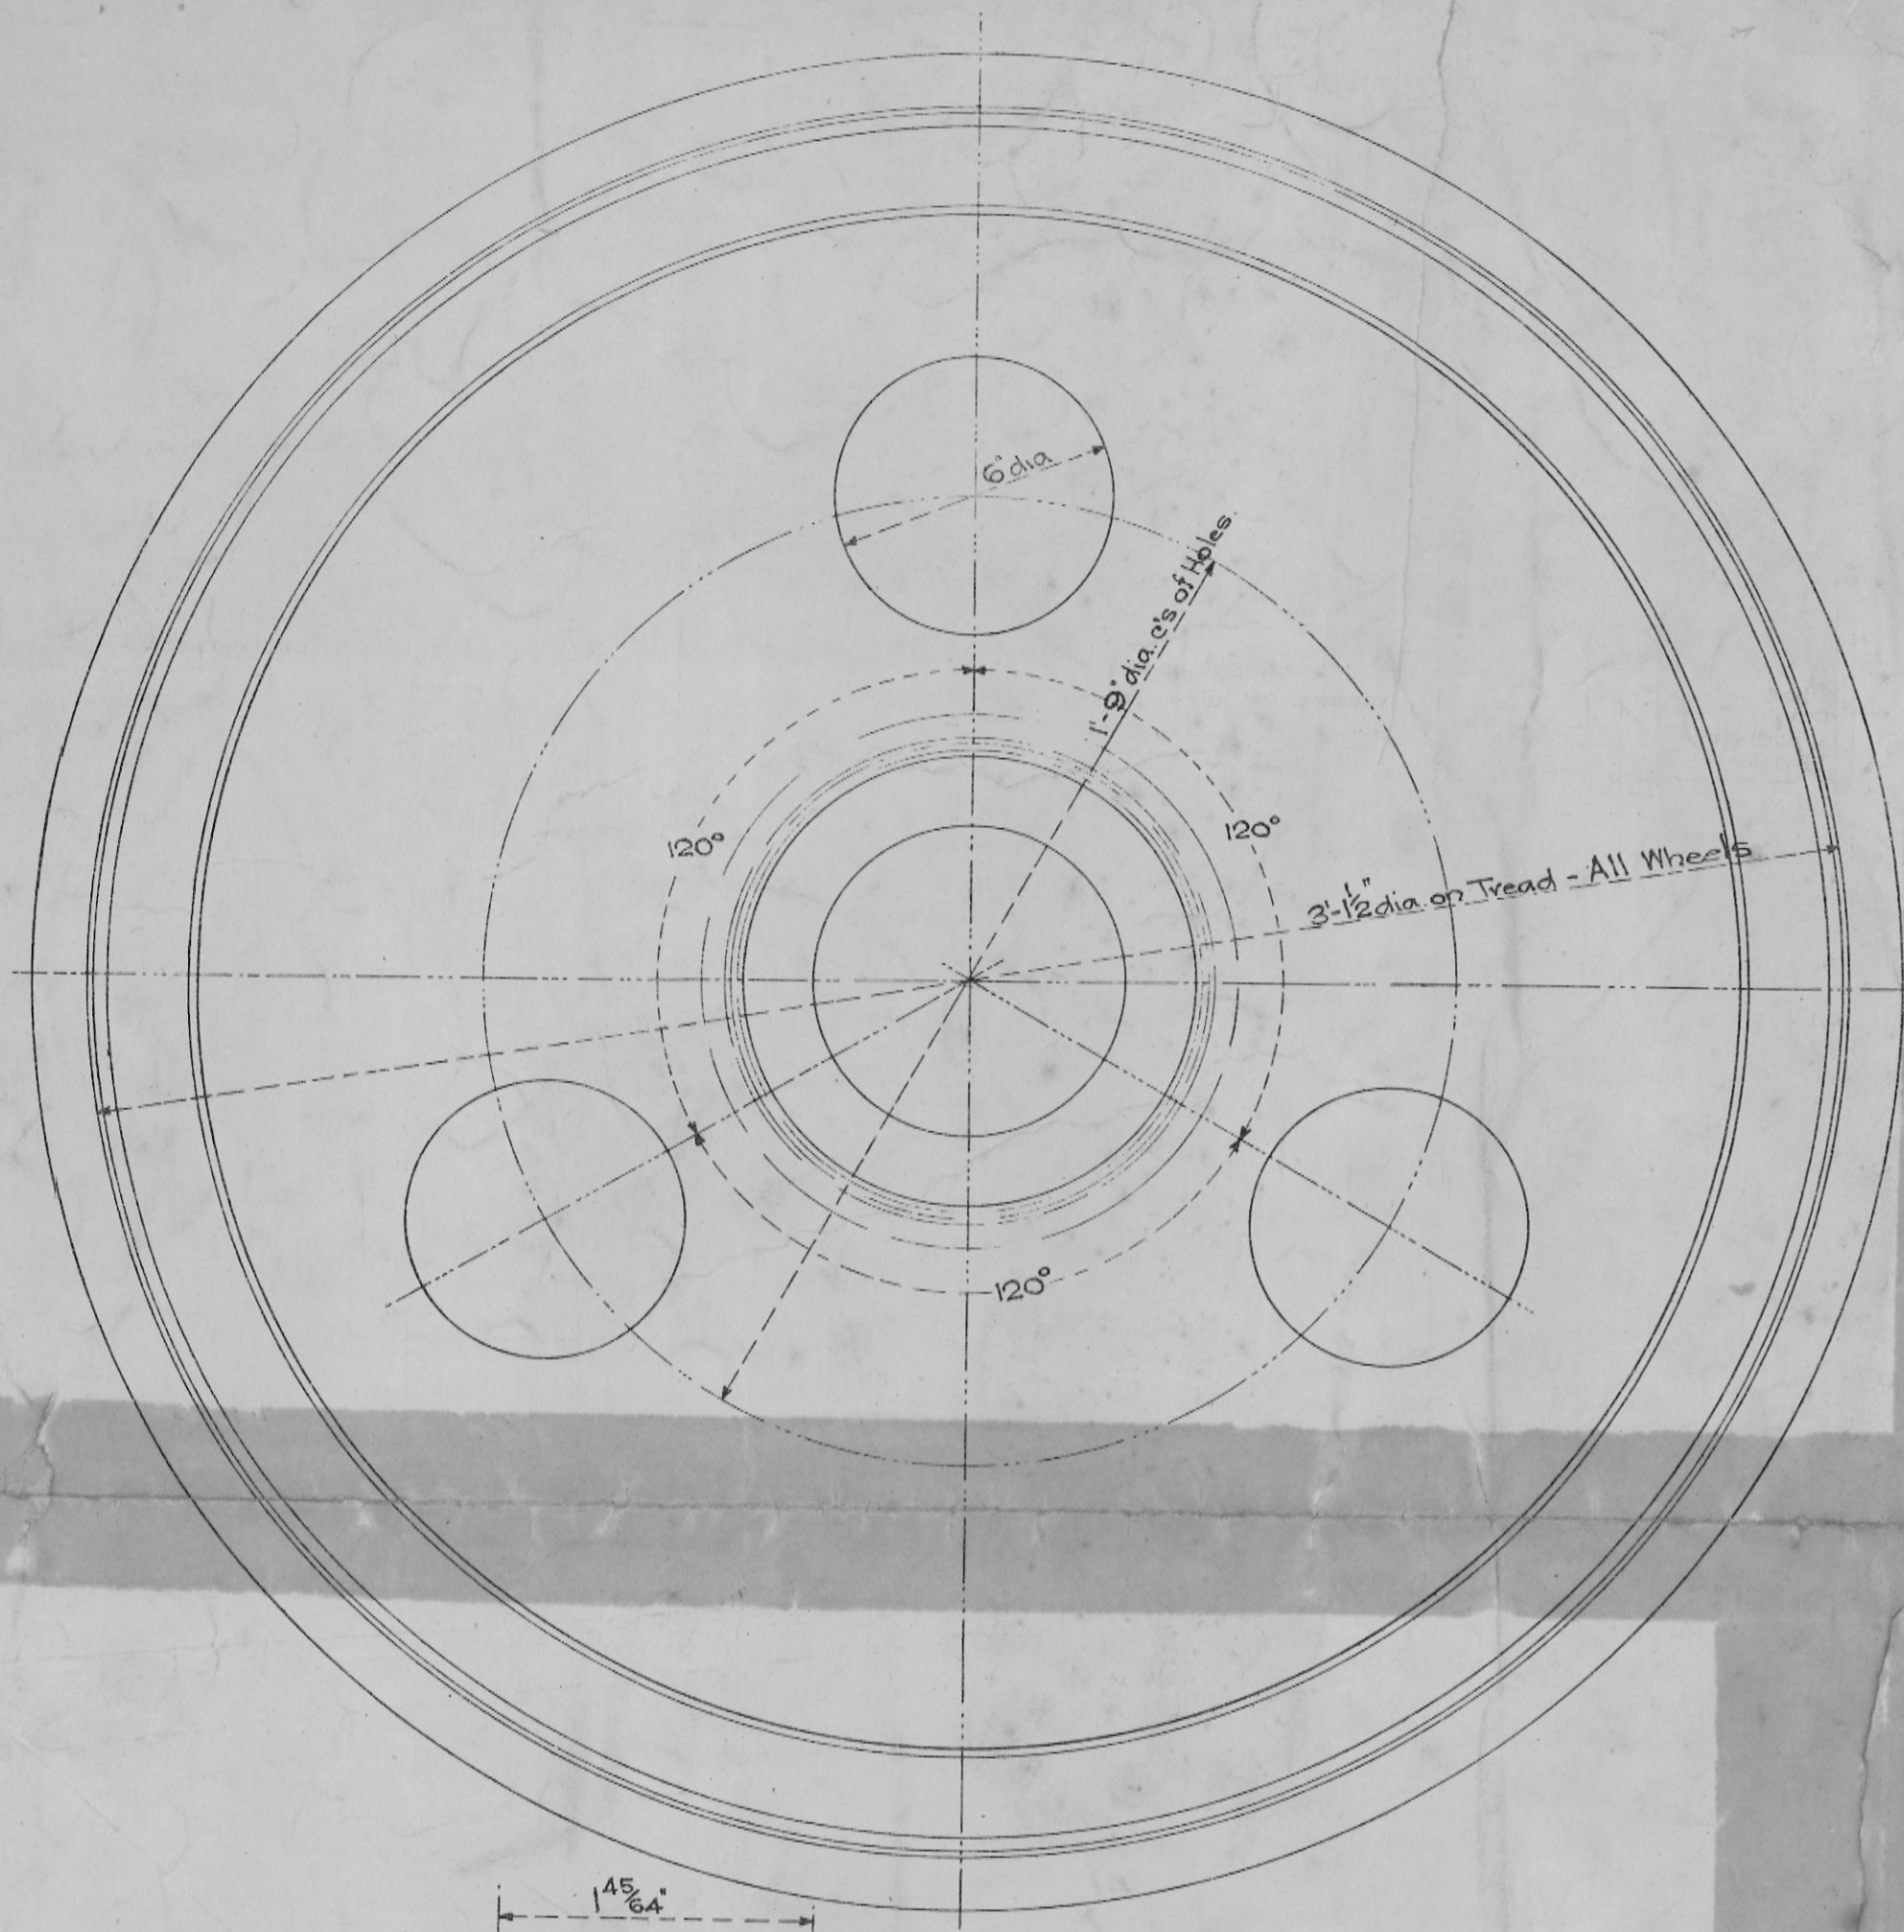 6" dia
1'-9" dia. c's of Holes.
120°
120°
3'-1½" dia. on Tread - All Wheels
120°
1 45/64"